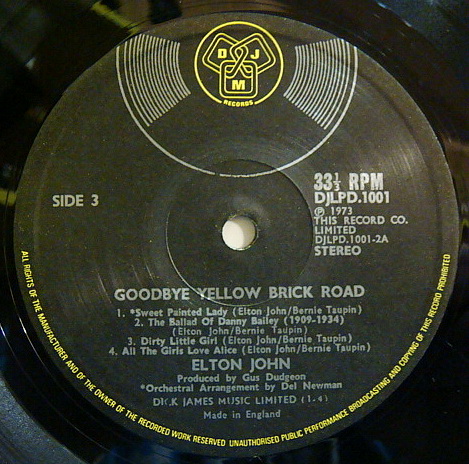 D J M
RECORDS
SIDE 3
33 1/3 RPM
DJLPD.1001
℗ 1973
THIS RECORD CO.
LIMITED
DJLPD.1001-2A
STEREO
GOODBYE YELLOW BRICK ROAD
1. *Sweet Painted Lady (Elton John/Bernie Taupin)
2. The Ballad Of Danny Bailey (1909-1934)
(Elton John/Bernie Taupin)
3. Dirty Little Girl (Elton John/Bernie Taupin)
4. All The Girls Love Alice (Elton John/Bernie Taupin)
ELTON JOHN
Produced by Gus Dudgeon
*Orchestral Arrangement by Del Newman
DICK JAMES MUSIC LIMITED (1-4)
Made in England
ALL RIGHTS OF THE MANUFACTURER AND OF THE OWNER OF THE RECORDED WORK RESERVED UNAUTHORISED PUBLIC PERFORMANCE BROADCASTING AND COPYING OF THIS RECORD PROHIBITED